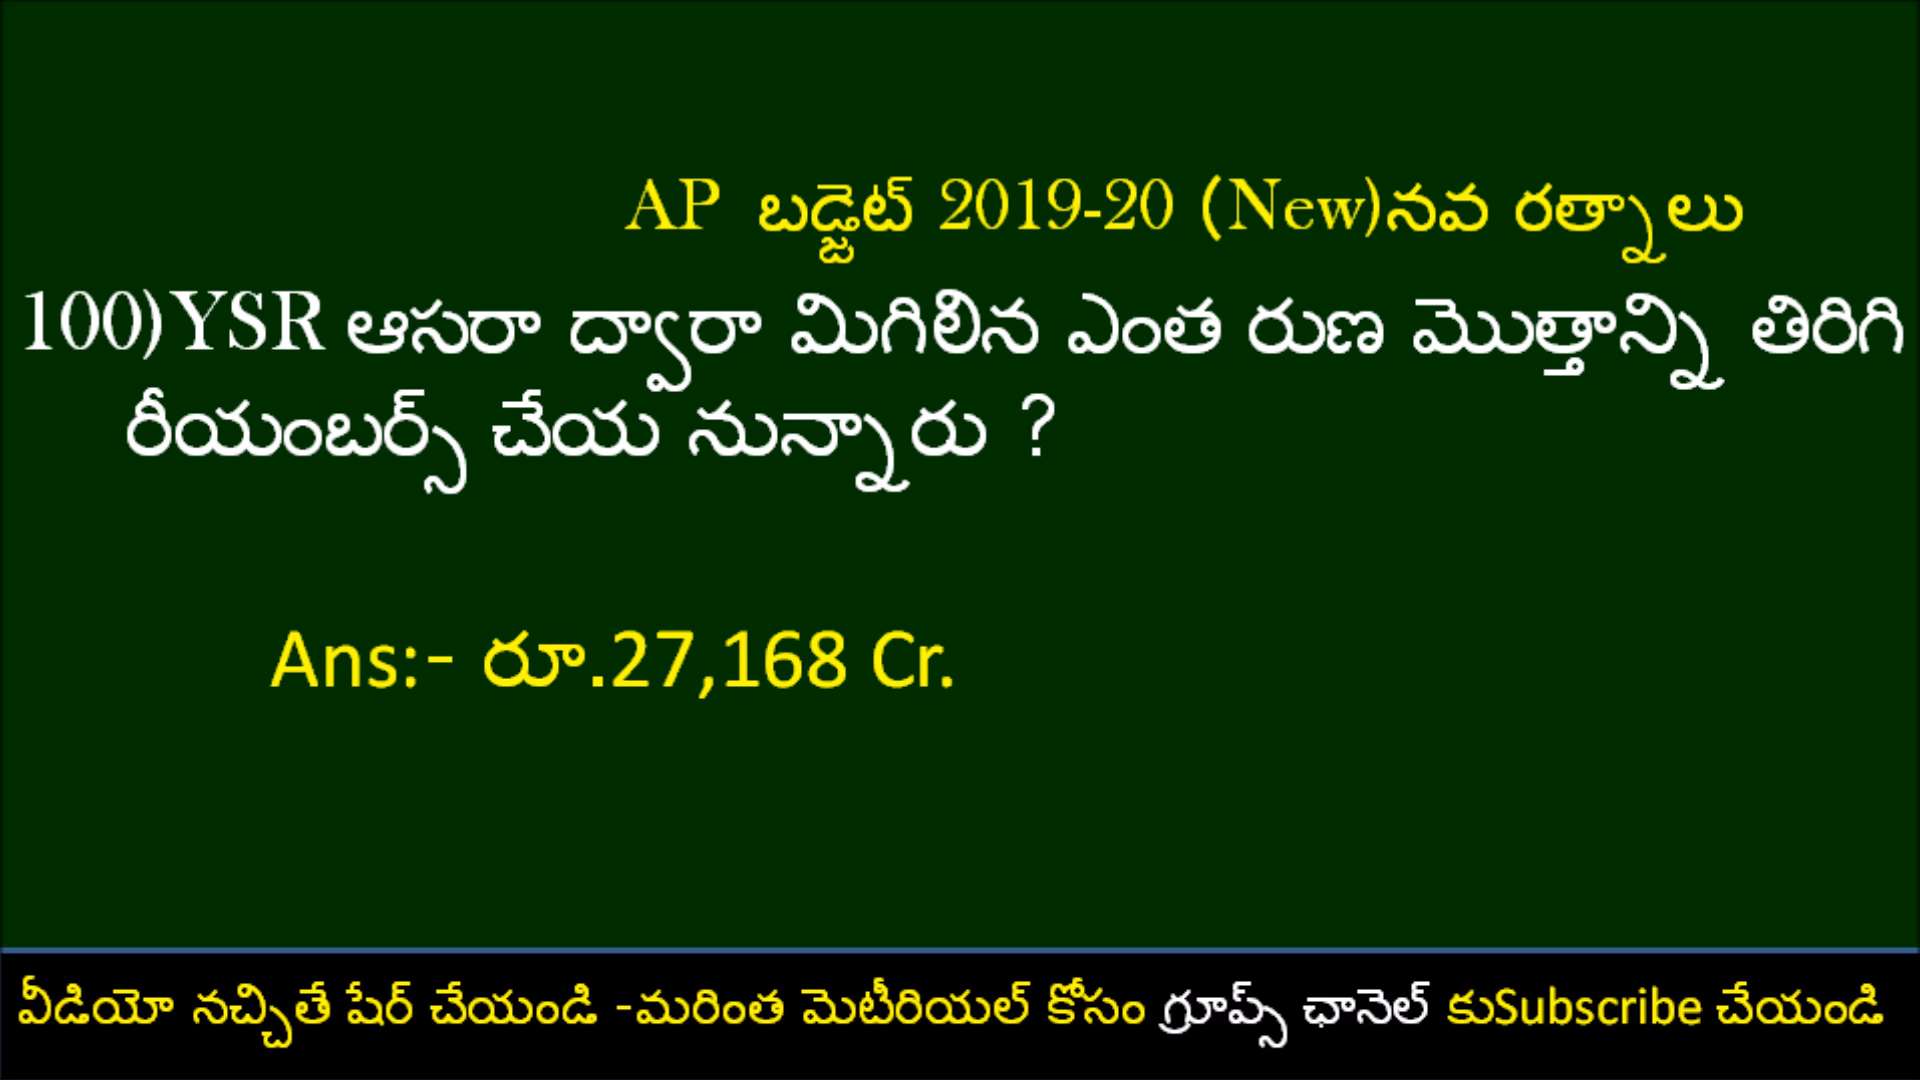 AP బడ్జెట్ 2019-20 (New)నవ రత్నాలు
100)YSR ఆసరా ద్వారా మిగిలిన ఎంత రుణ మొత్తాన్ని తిరిగి
రీయంబర్స్ చేయ నున్నారు ?
Ans:- రూ.27,168 Cr.
వీడియో నచ్చితే షేర్ చేయండి -మరింత మెటీరియల్ కోసం గ్రూప్స్ ఛానెల్ కుSubscribe చేయండి